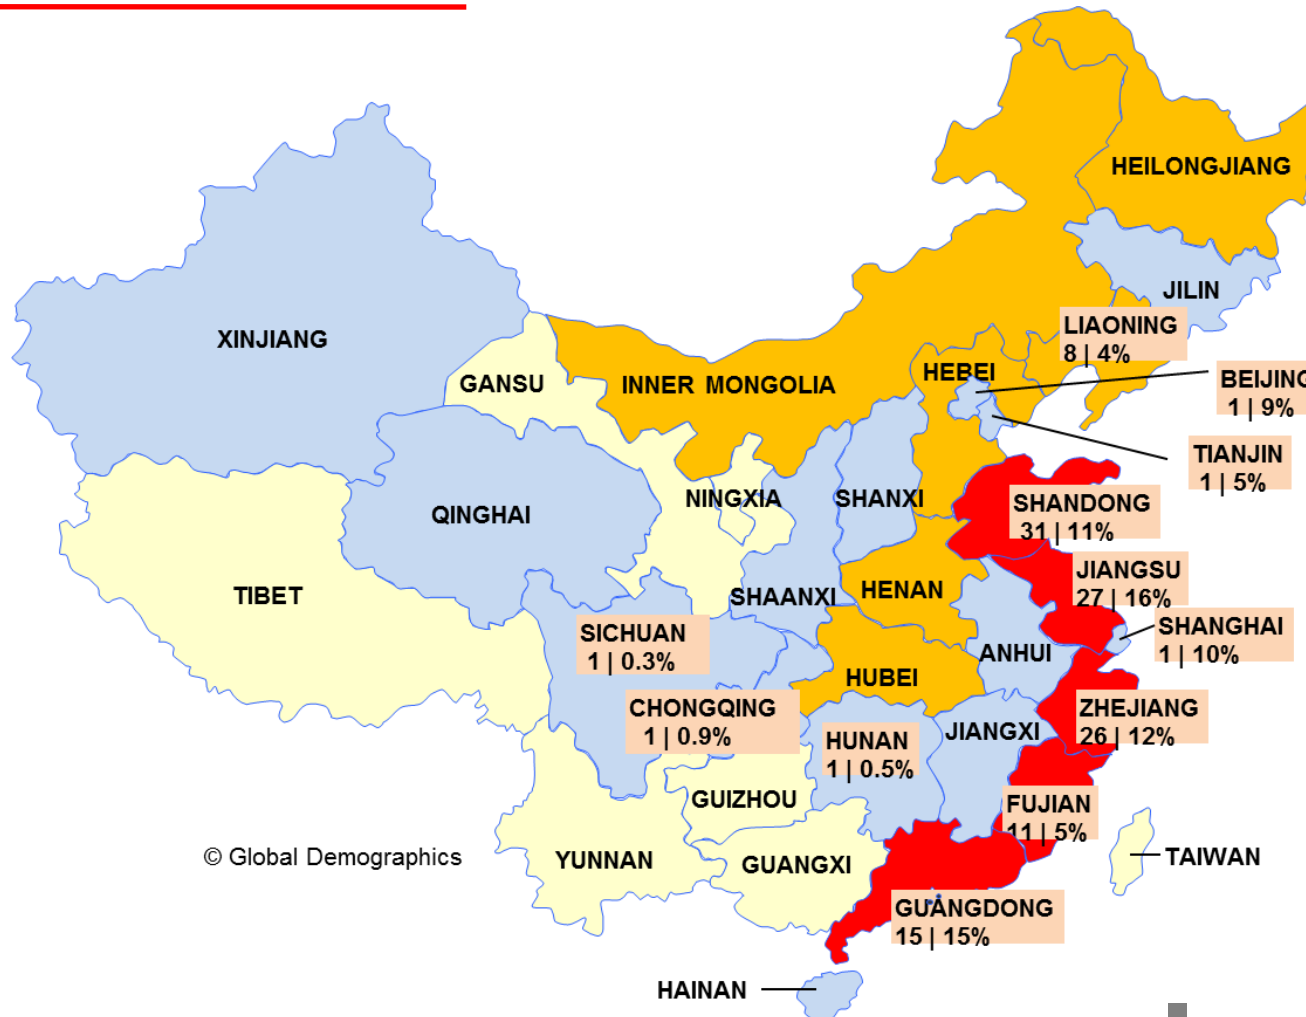 HEILONGJIANG
JILIN
LIAONING
8 | 4%
XINJIANG
GANSU
INNER MONGOLIA
HEBEI
BEIJING
1 | 9%
TIANJIN
1 | 5%
NINGXIA
SHANXI
SHANDONG
31 | 11%
QINGHAI
JIANGSU
27 | 16%
TIBET
SHAANXI
HENAN
SHANGHAI
1 | 10%
SICHUAN
1 | 0.3%
ANHUI
HUBEI
CHONGQING
1 | 0.9%
ZHEJIANG
26 | 12%
HUNAN
1 | 0.5%
JIANGXI
GUIZHOU
FUJIAN
11 | 5%
© Global Demographics
YUNNAN
GUANGXI
TAIWAN
GUANGDONG
15 | 15%
HAINAN